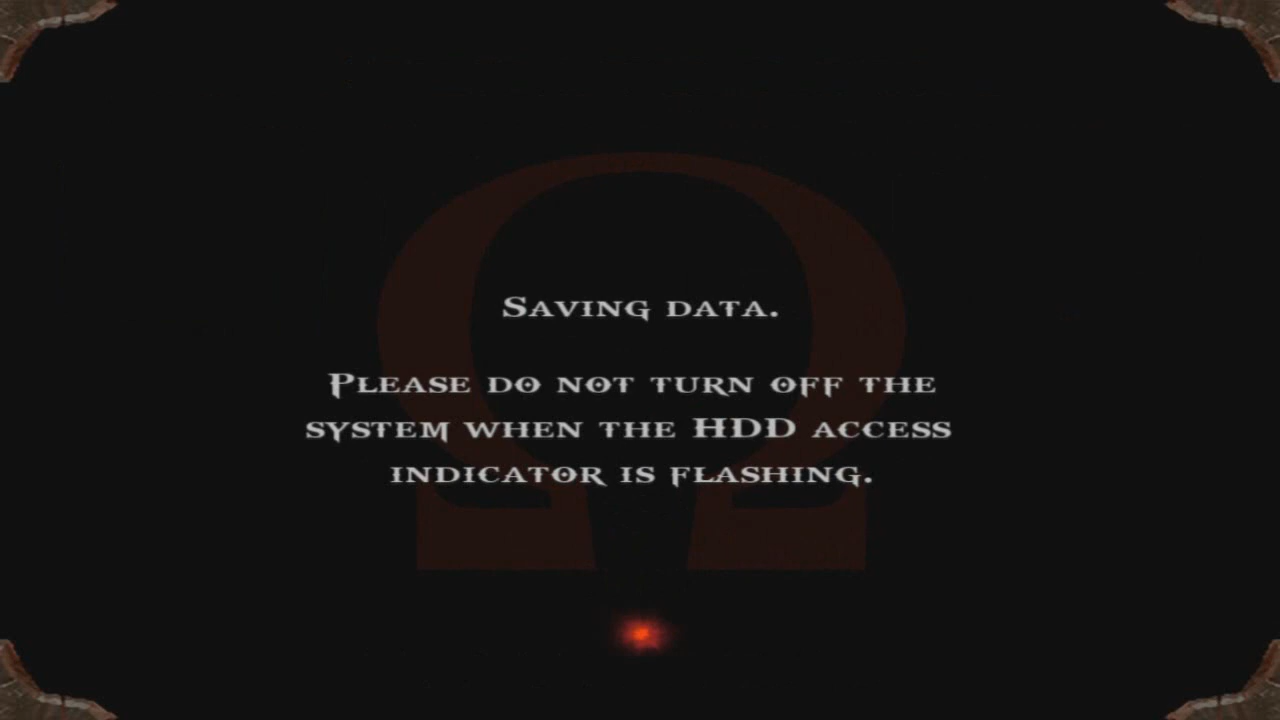 Saving data.
Please do not turn off the
system when the HDD access
indicator is flashing.